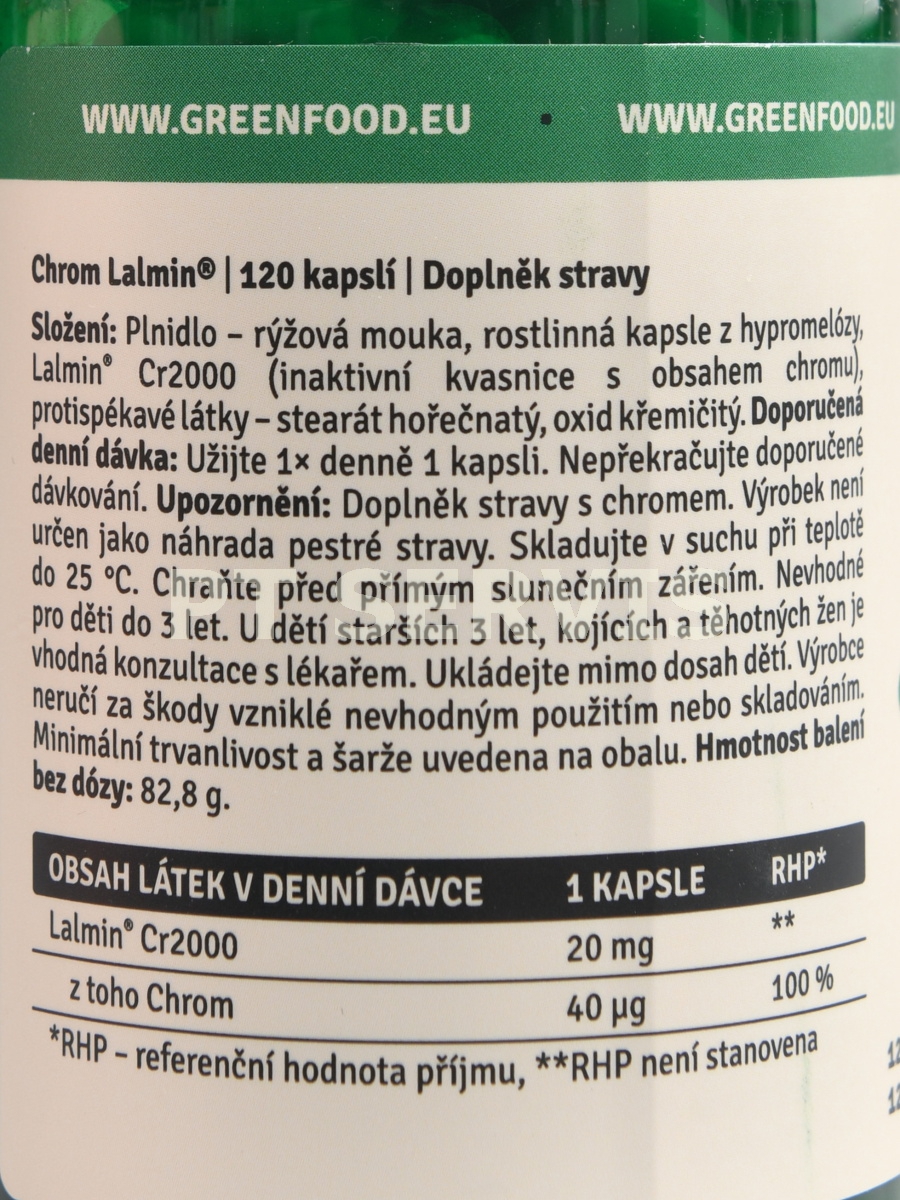 WWW.GREENFOOD.EU · WWW.GREENFOOD.EU
Chrom Lalmin® | 120 kapslí | Doplněk stravy
Složení: Plnidlo – rýžová mouka, rostlinná kapsle z hypromelózy,
Lalmin® Cr2000 (inaktivní kvasnice s obsahem chromu),
protispékavé látky – stearát hořečnatý, oxid křemičitý. Doporučená
denní dávka: Užijte 1× denně 1 kapsli. Nepřekračujte doporučené
dávkování. Upozornění: Doplněk stravy s chromem. Výrobek není
určen jako náhrada pestré stravy. Skladujte v suchu při teplotě
do 25 °C. Chraňte před přímým slunečním zářením. Nevhodné
pro děti do 3 let. U dětí starších 3 let, kojících a těhotných žen je
vhodná konzultace s lékařem. Ukládejte mimo dosah dětí. Výrobce
neručí za škody vzniklé nevhodným použitím nebo skladováním.
Minimální trvanlivost a šarže uvedena na obalu. Hmotnost balení
bez dózy: 82,8 g.
OBSAH LÁTEK V DENNÍ DÁVCE 1 KAPSLE RHP*
Lalmin® Cr2000 20 mg **
z toho Chrom 40 µg 100 %
*RHP – referenční hodnota příjmu, **RHP není stanovena
PT SERVIS